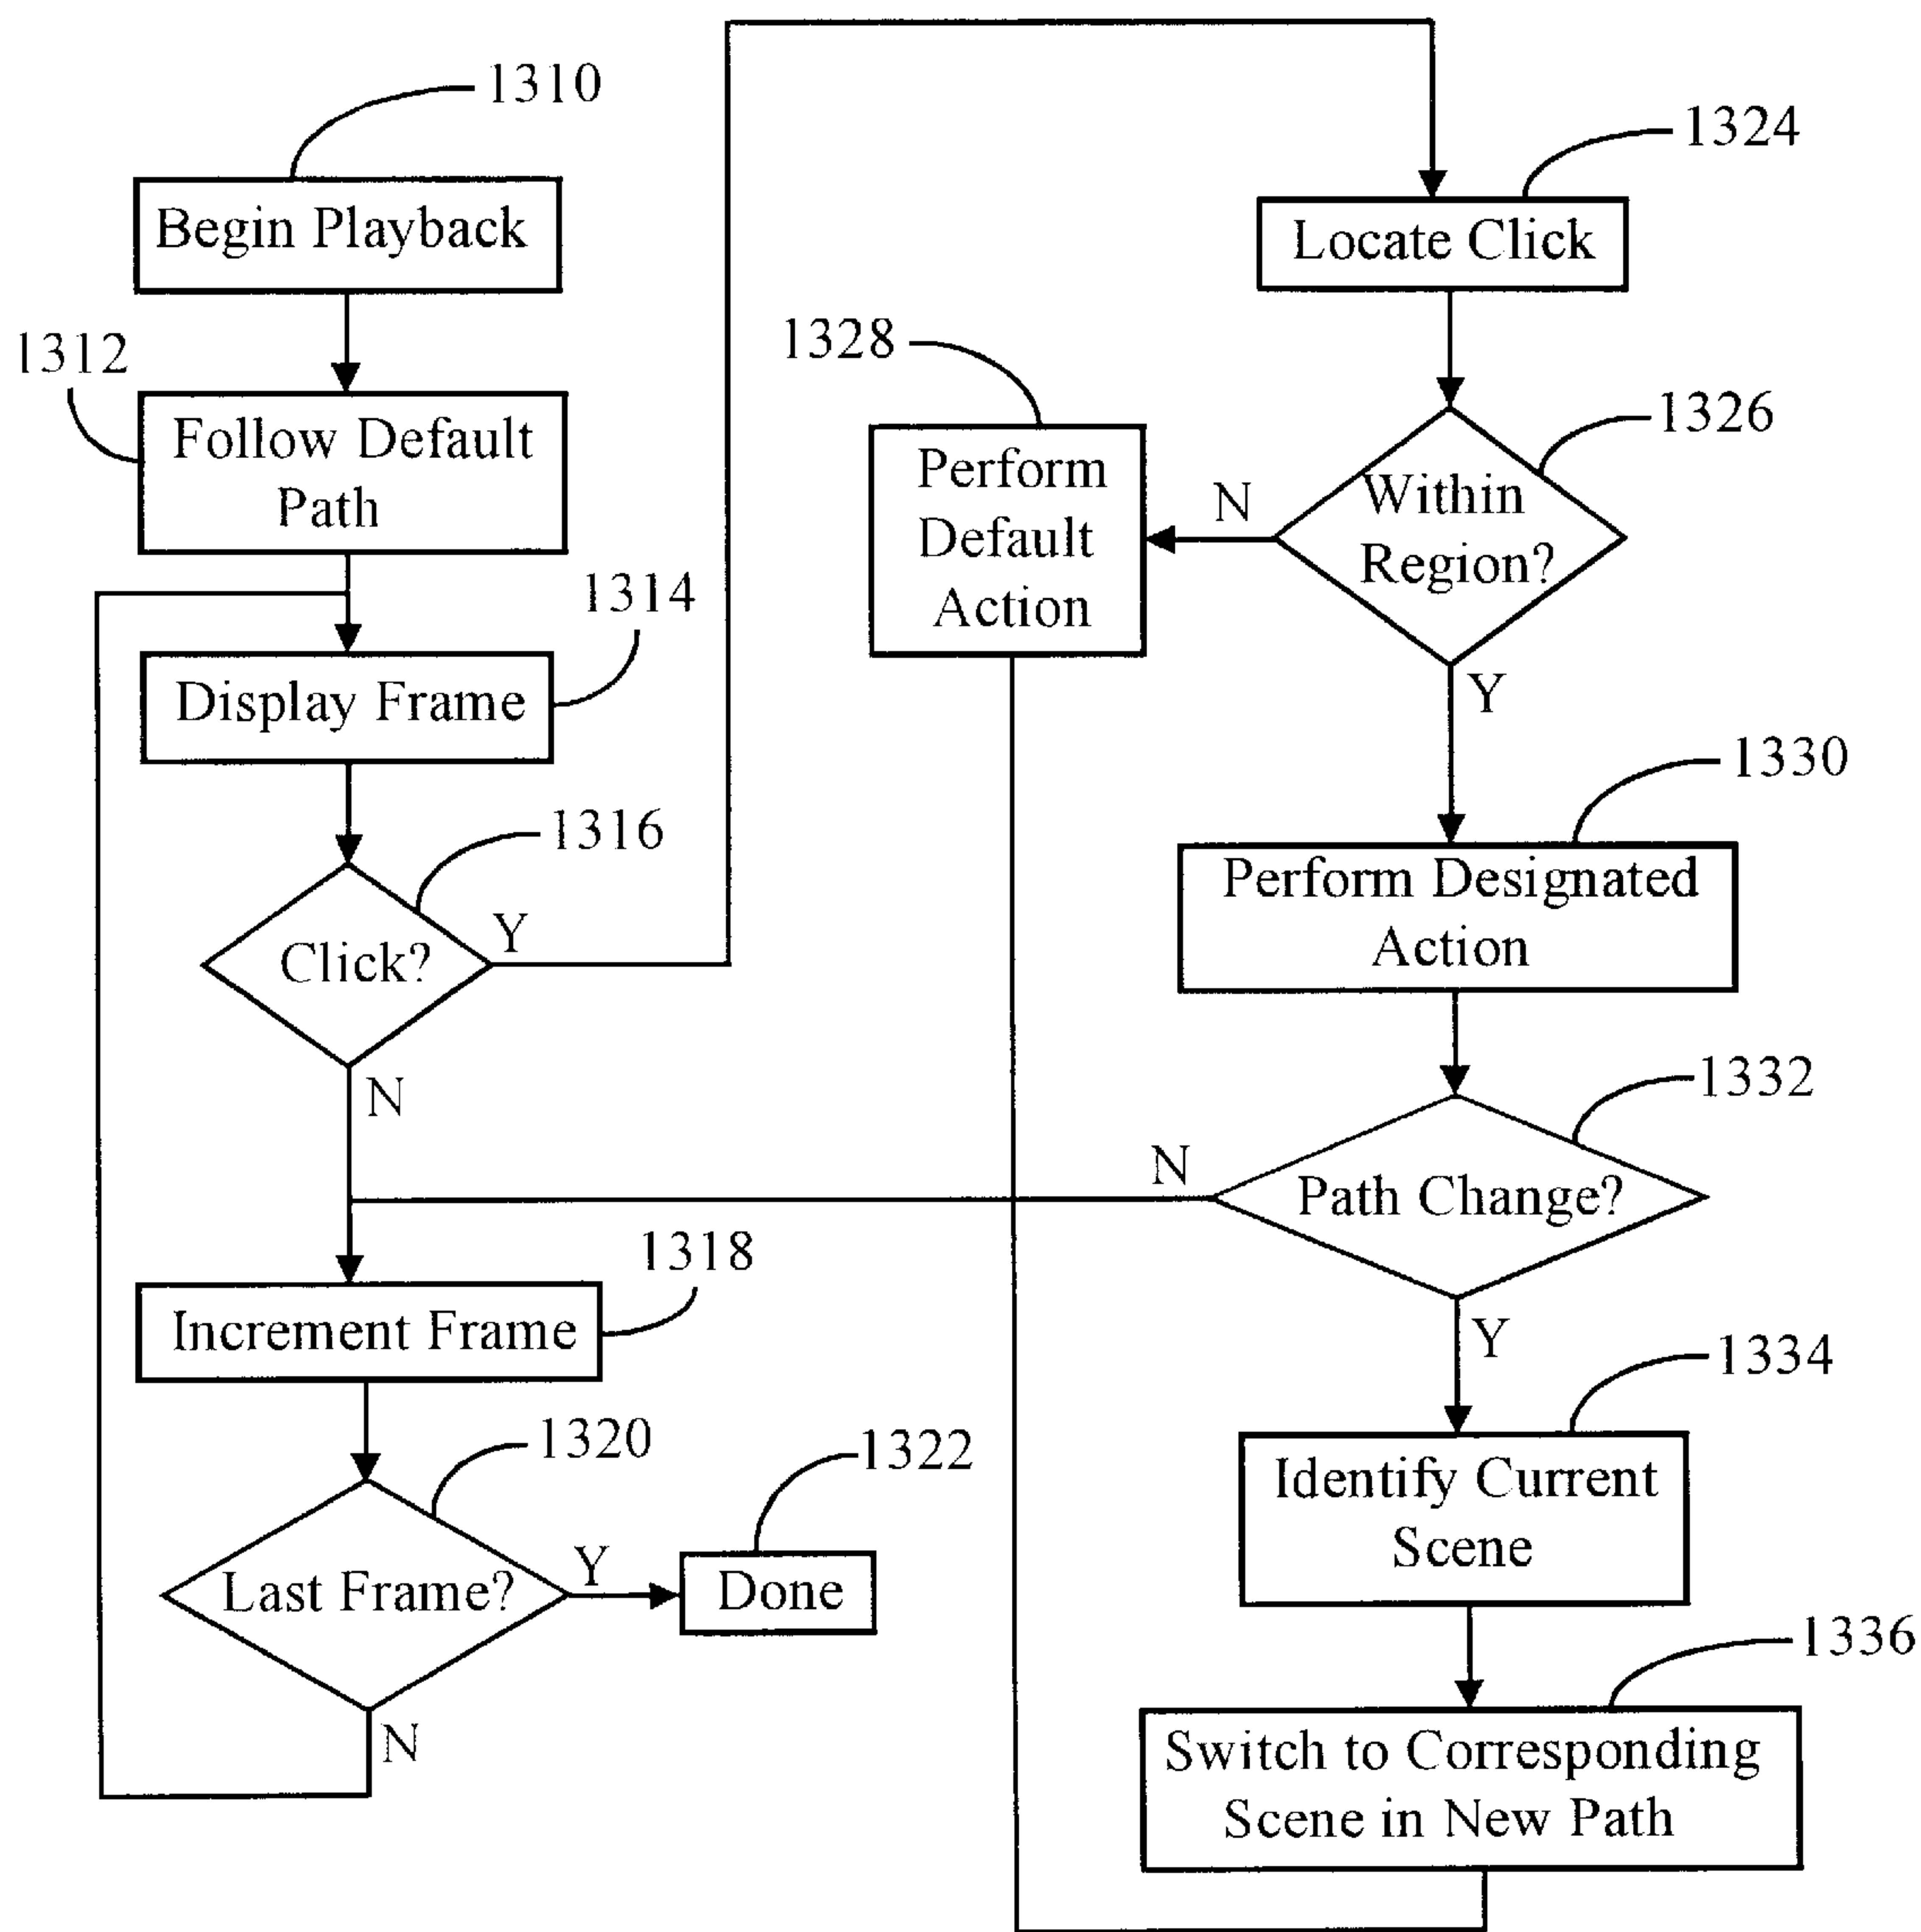 1310
Begin Playback
1312
Follow Default
Path
1314
Display Frame
1316
Click?
Y
N
1318
Increment Frame
1320
Last Frame?
Y
N
1322
Done
1324
Locate Click
1326
Within
Region?
N
Y
1328
Perform
Default
Action
1330
Perform Designated
Action
1332
Path Change?
N
Y
1334
Identify Current
Scene
1336
Switch to Corresponding
Scene in New Path